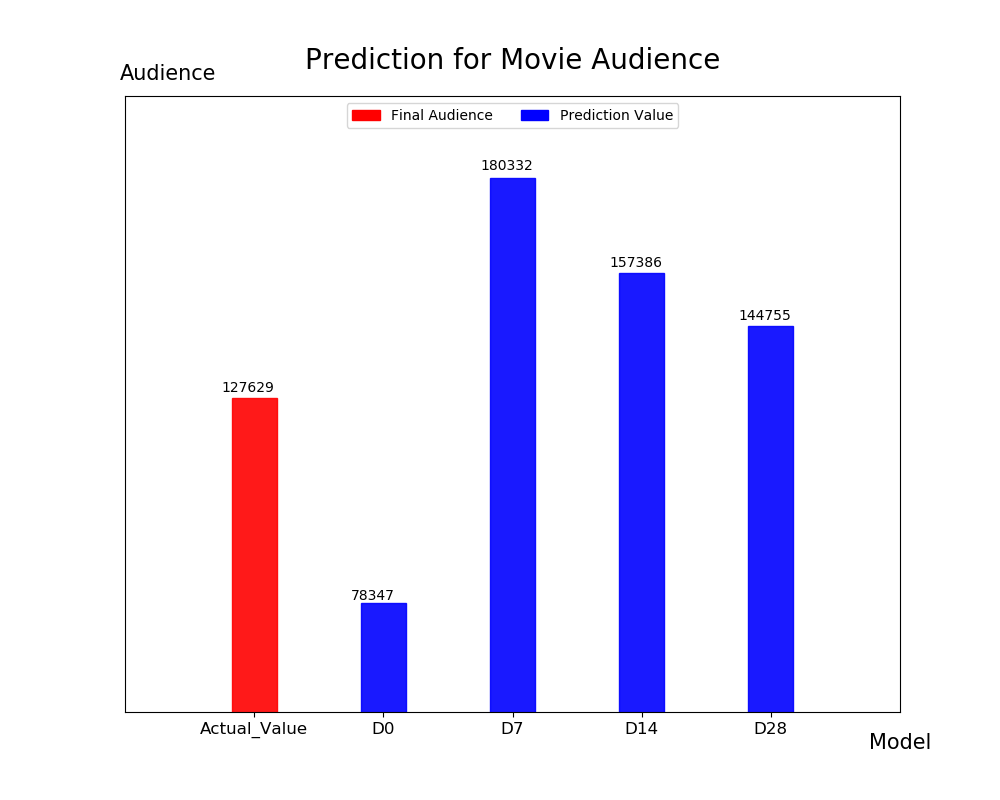 Prediction for Movie Audience
Audience
Final Audience
Prediction Value
180332
157386
144755
127629
78347
Actual_Value
D0
D7
D14
D28
Model